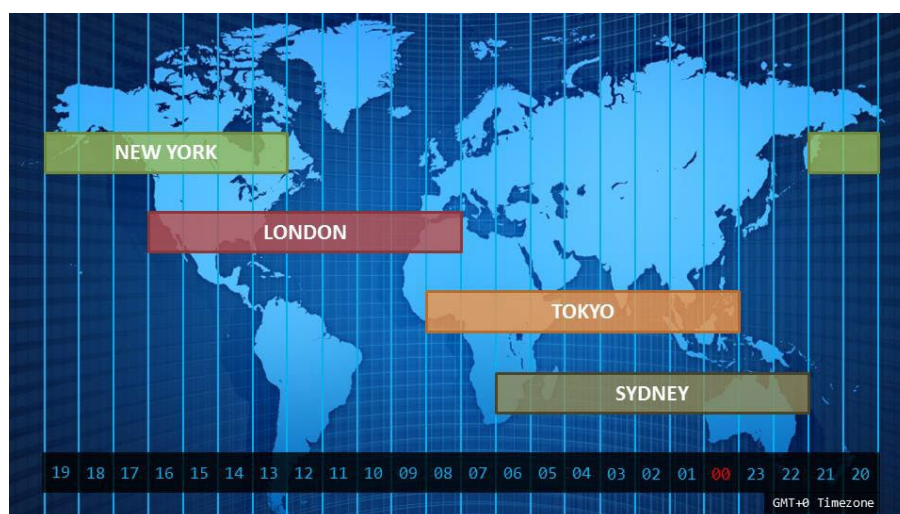 NEW YORK
LONDON
TOKYO
SYDNEY
19 18 17 16 15 14 13 12 11 10 09 08 07 06 05 04 03 02 01 00 23 22 21 20
GMT+0 Timezone